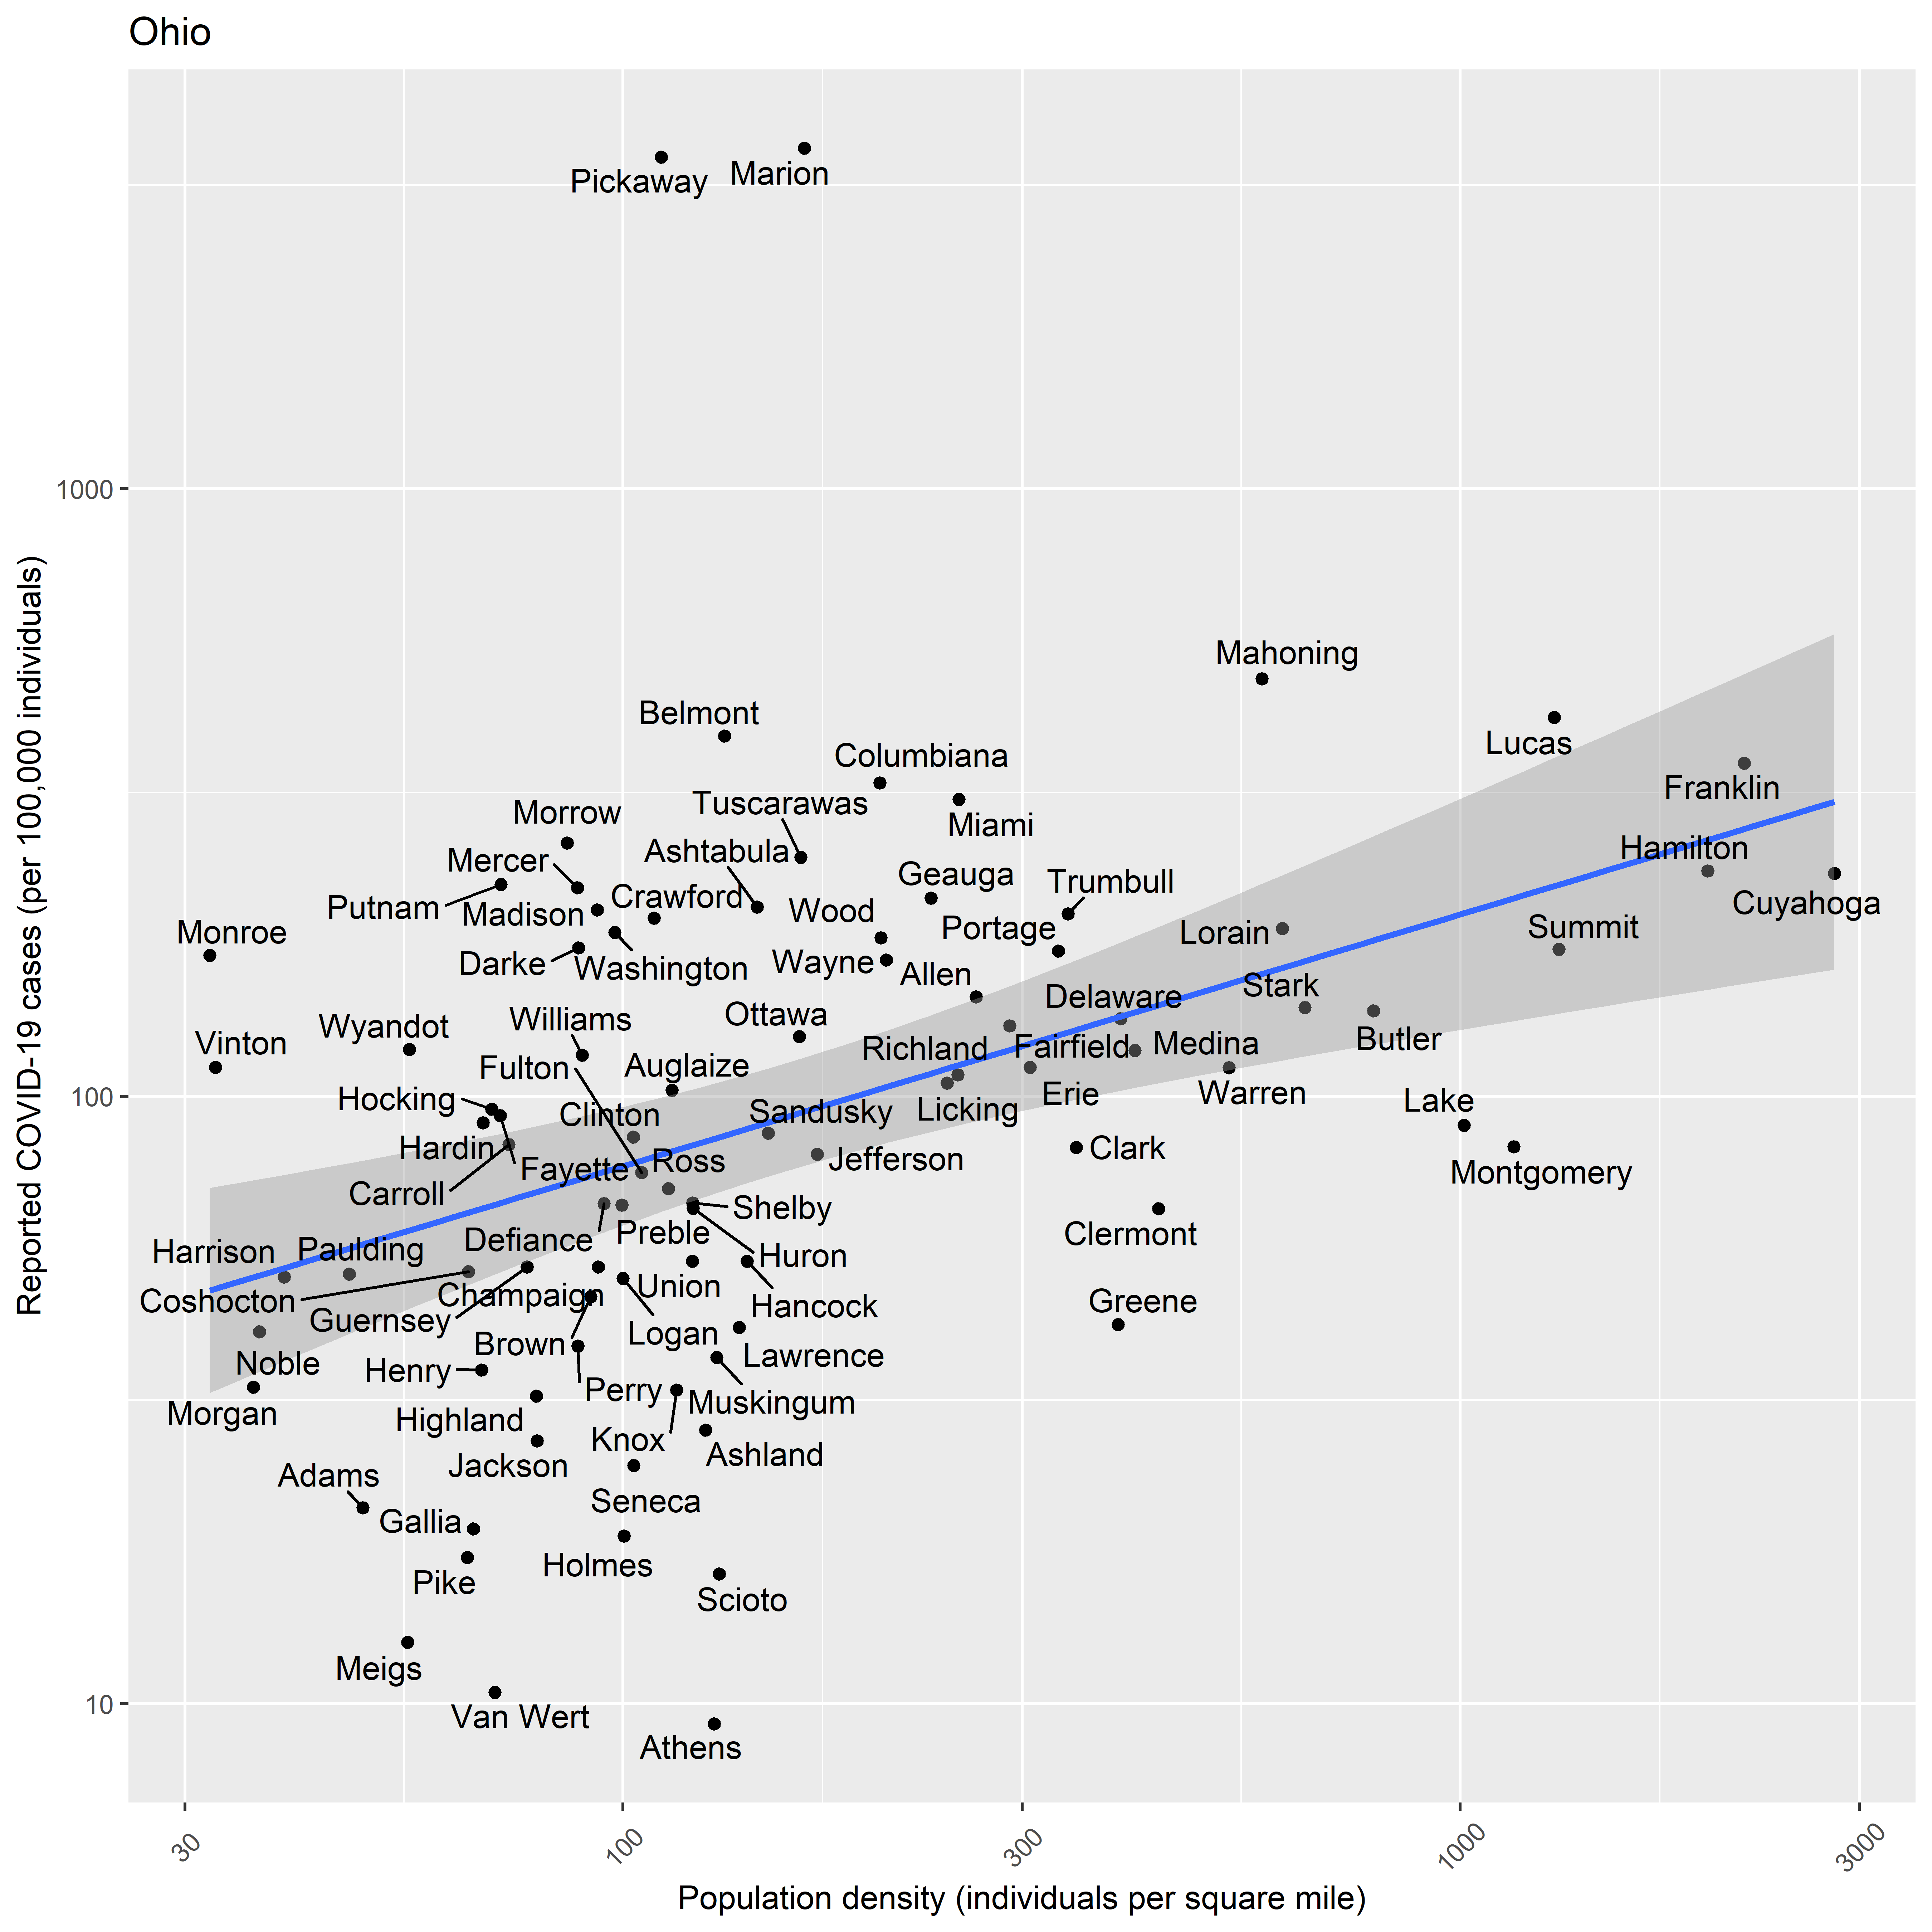 Ohio
Pickaway
Marion
1000
Mahoning
Belmont
Lucas
Columbiana
Franklin
Tuscarawas
Morrow
Miami
Ashtabula
Hamilton
Mercer
Geauga
Trumbull
Crawford
Putnam
Madison
Wood
Cuyahoga
Portage
Summit
Monroe
Lorain
Darke
Washington
Wayne
Allen
Stark
Delaware
Ottawa
Williams
Wyandot
Vinton
Richland
Fairfield
Medina
Butler
Fulton
Auglaize
Warren
Erie
100
Hocking
Lake
Clinton
Sandusky
Licking
Hardin
Clark
Jefferson
Ross
Fayette
Montgomery
Carroll
Shelby
Preble
Clermont
Defiance
Harrison
Paulding
Huron
Union
Champaign
Coshocton
Greene
Hancock
Guernsey
Logan
Brown
Lawrence
Noble
Henry
Perry
Muskingum
Morgan
Highland
Knox
Ashland
Jackson
Adams
Seneca
Gallia
Holmes
Pike
Scioto
Meigs
10
Van Wert
Athens
30
100
300
1000
3000
Population density (individuals per square mile)
Reported COVID-19 cases (per 100,000 individuals)